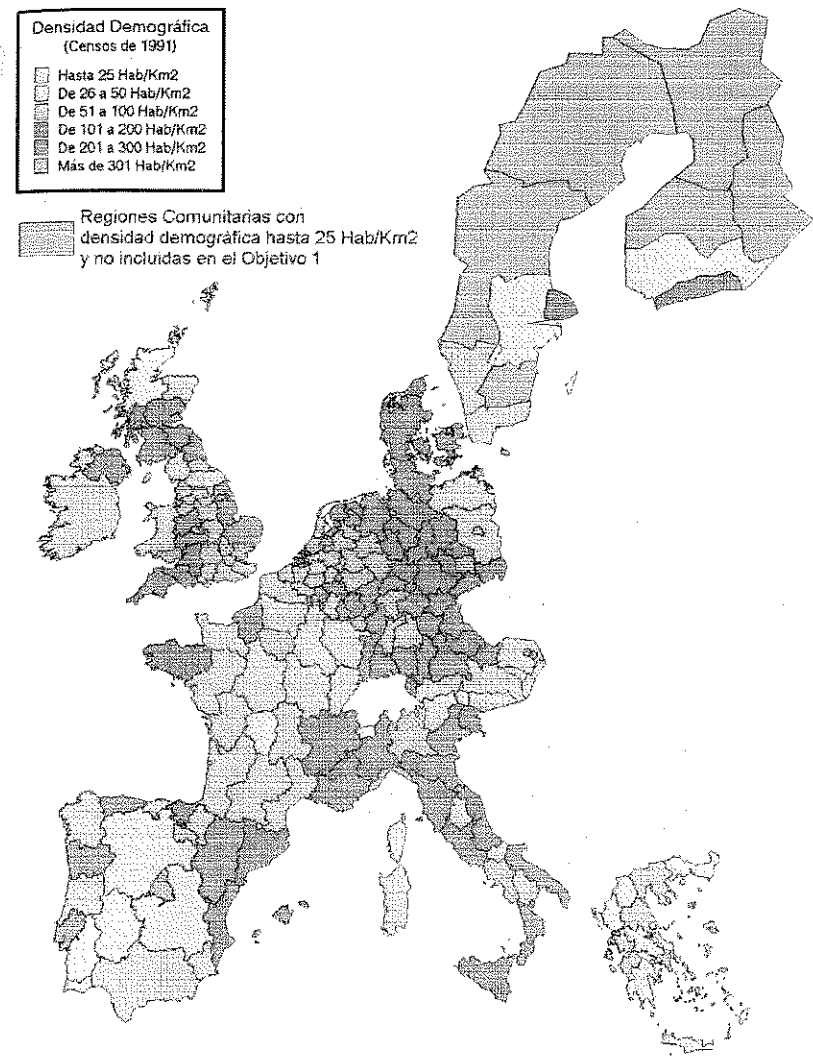 Densidad Demográfica
(Censos de 1991)
Hasta 25 Hab/Km2
De 26 a 50 Hab/Km2
De 51 a 100 Hab/Km2
De 101 a 200 Hab/Km2
De 201 a 300 Hab/Km2
Más de 301 Hab/Km2
Regiones Comunitarias con
densidad demográfica hasta 25 Hab/Km2
y no incluidas en el Objetivo 1